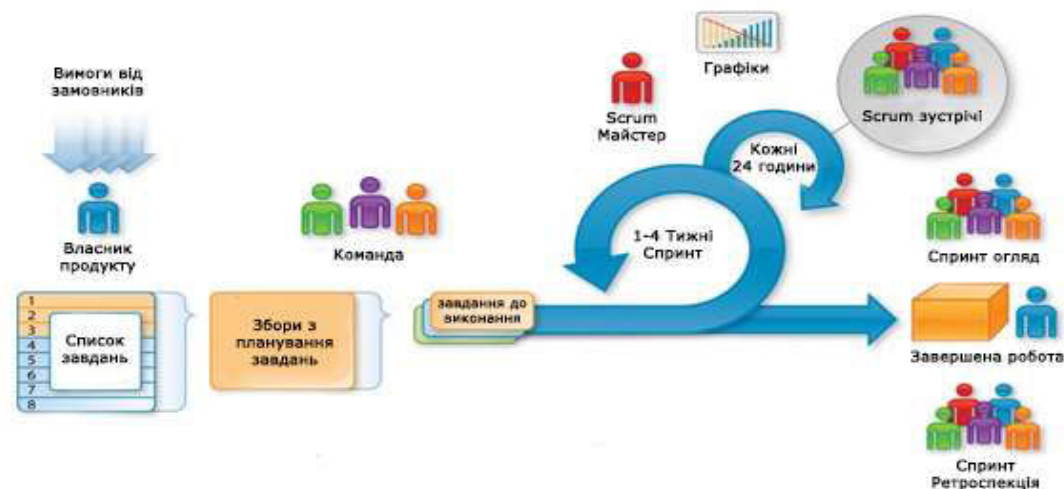 Вимоги від
замовників
Власник
продукту
1
2
3
4
5
6
7
8
Список
завдань
Команда
Збори з
планування
завдань
завдання до
виконання
Scrum
Майстер
Графіки
Scrum зустрічі
Кожні
24 години
1-4 Тижні
Спринт
Спринт огляд
Завершена робота
Спринт
Ретроспекція